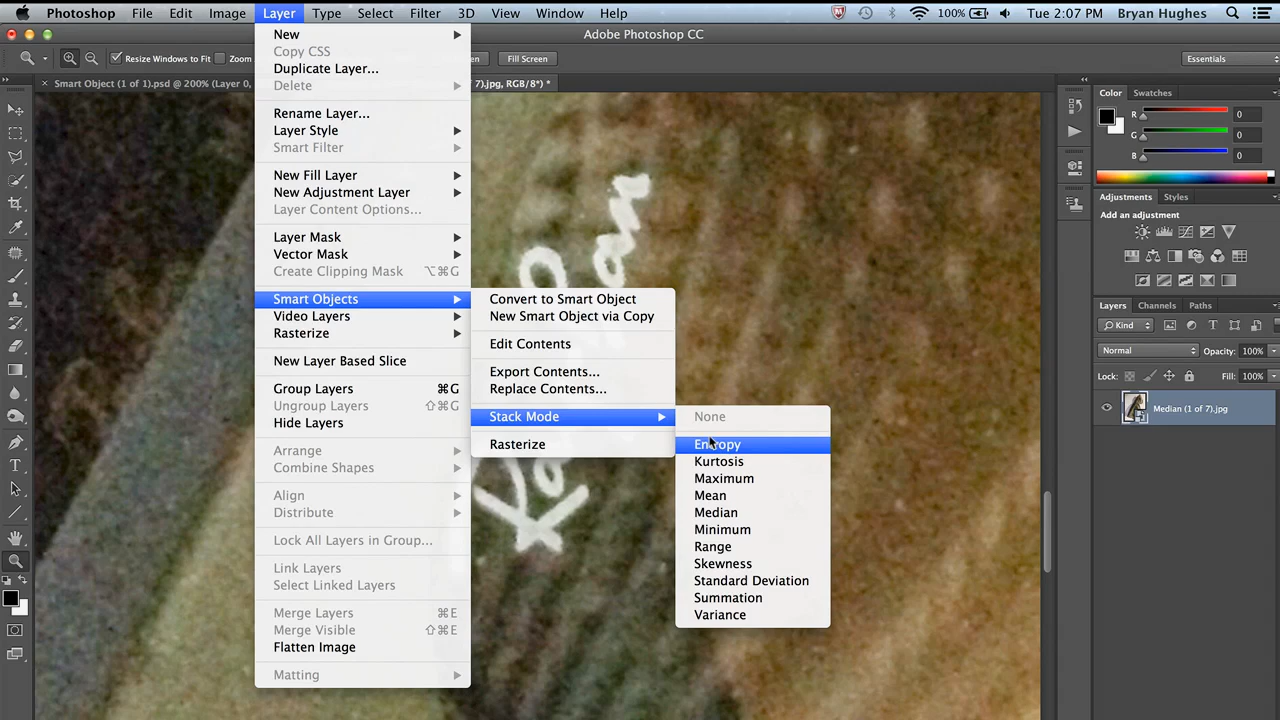 Photoshop File Edit Image Layer Type Select Filter 3D View Window Help 100% Tue 2:07 PM Bryan Hughes
Adobe Photoshop CC
Resize Windows to Fit Zoom Fill Screen Essentials
Smart Object (1 of 1).psd @ 200% (Layer 0, 7).jpg, RGB/8*) *
New
Copy CSS
Duplicate Layer...
Delete
Rename Layer...
Layer Style
Smart Filter
New Fill Layer
New Adjustment Layer
Layer Content Options...
Layer Mask
Vector Mask
Create Clipping Mask ⌥⌘G
Smart Objects
Video Layers
Rasterize
New Layer Based Slice
Group Layers ⌘G
Ungroup Layers ⇧⌘G
Hide Layers
Arrange
Combine Shapes
Align
Distribute
Lock All Layers in Group...
Link Layers
Select Linked Layers
Merge Layers ⌘E
Merge Visible ⇧⌘E
Flatten Image
Matting
Convert to Smart Object
New Smart Object via Copy
Edit Contents
Export Contents...
Replace Contents...
Stack Mode
Rasterize
None
Entropy
Kurtosis
Maximum
Mean
Median
Minimum
Range
Skewness
Standard Deviation
Summation
Variance
Color Swatches
R 0
G 0
B 0
Adjustments Styles
Add an adjustment
Layers Channels Paths
Kind
Normal Opacity: 100%
Lock: Fill: 100%
Median (1 of 7).jpg